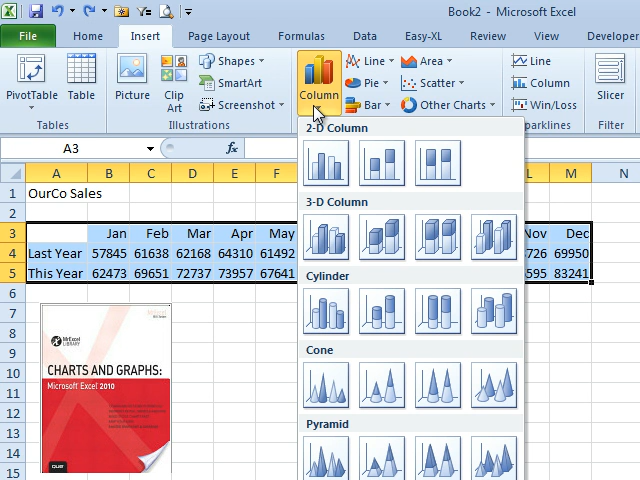 Book2 - Microsoft Excel
File Home Insert Page Layout Formulas Data Easy-XL Review View Developer
PivotTable Table Picture Clip Art Shapes SmartArt Screenshot Column Line Pie Bar Area Scatter Other Charts Line Column Win/Loss Slicer
Tables Illustrations parklines Filter
A3 fx
A B C D E F L M N
1 OurCo Sales
2
3 Jan Feb Mar Apr May Nov Dec
4 Last Year 57845 61638 62168 64310 61492 8726 69950
5 This Year 62473 69651 72737 73957 67641 595 83241
6
7
8
9
10
11
12
13
14
15
2-D Column
3-D Column
Cylinder
Cone
Pyramid
MrExcel
LIBRARY
CHARTS AND GRAPHS:
Microsoft Excel 2010
QUE